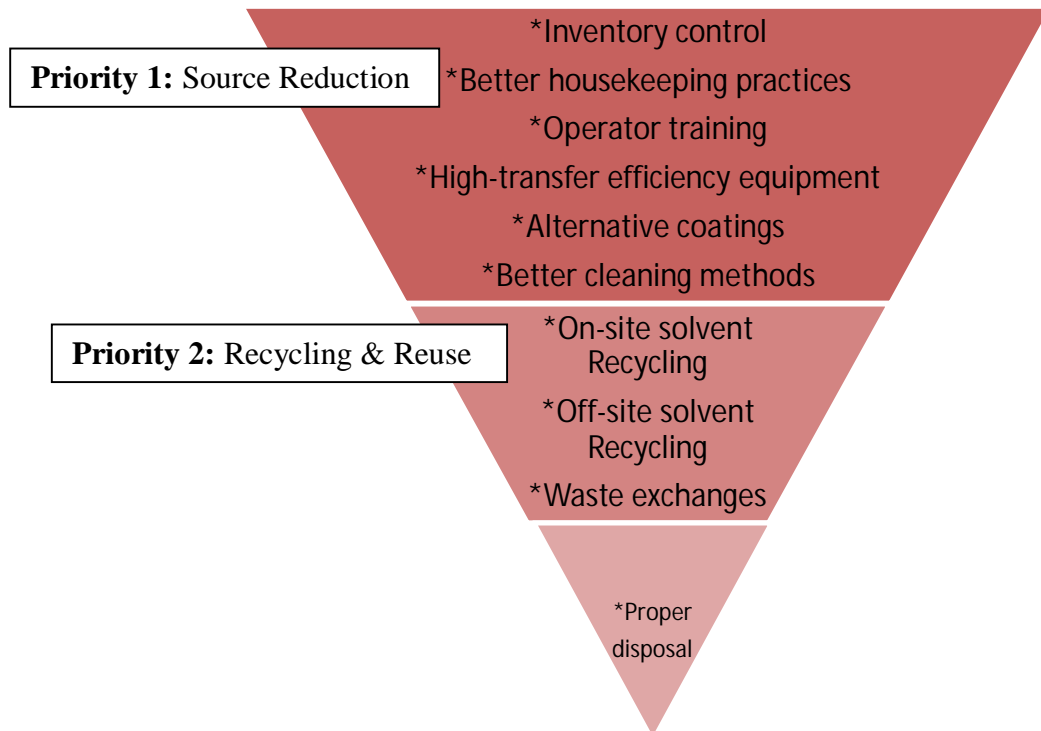 *Inventory control
Priority 1: Source Reduction
*Better housekeeping practices
*Operator training
*High-transfer efficiency equipment
*Alternative coatings
*Better cleaning methods
*On-site solvent
Recycling
Priority 2: Recycling & Reuse
*Off-site solvent
Recycling
*Waste exchanges
*Proper
disposal